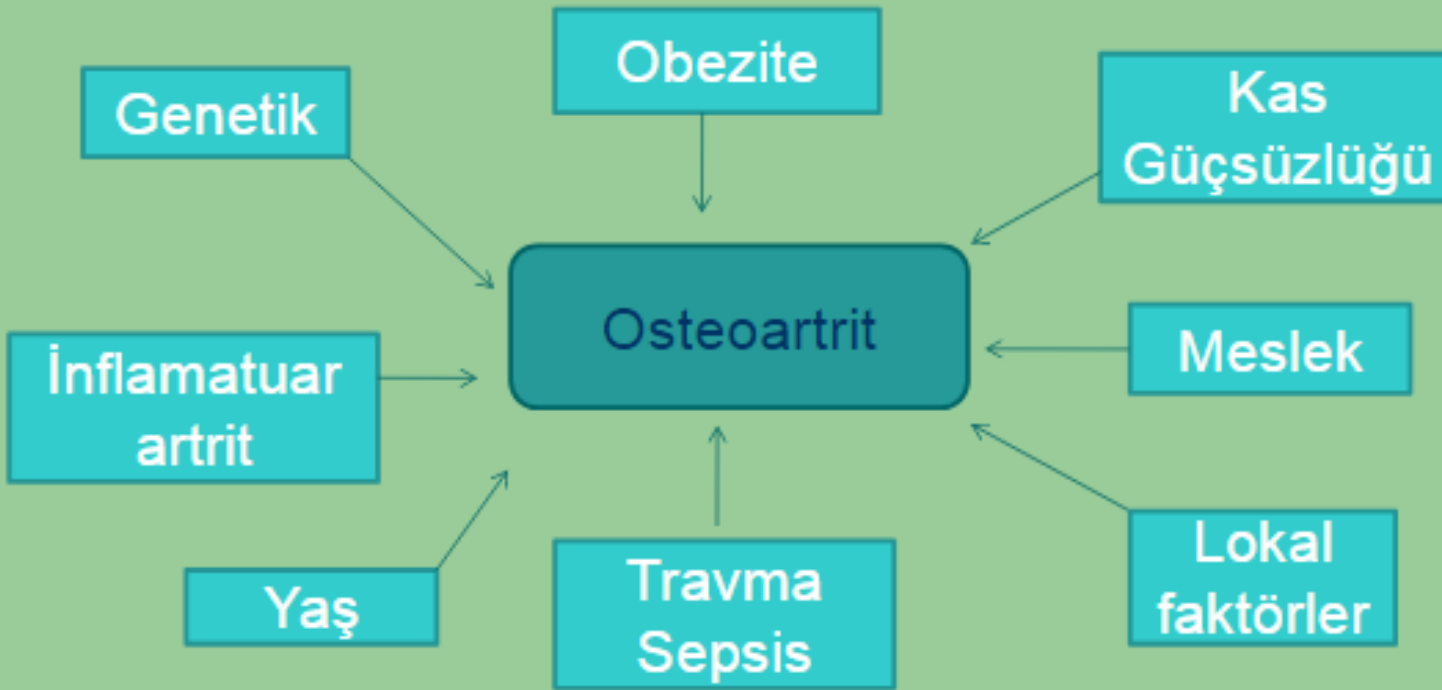 Obezite
Genetik
Kas
Güçsüzlüğü
Osteoartrit
Meslek
İnflamatuar
artrit
Lokal
faktörler
Travma
Sepsis
Yaş